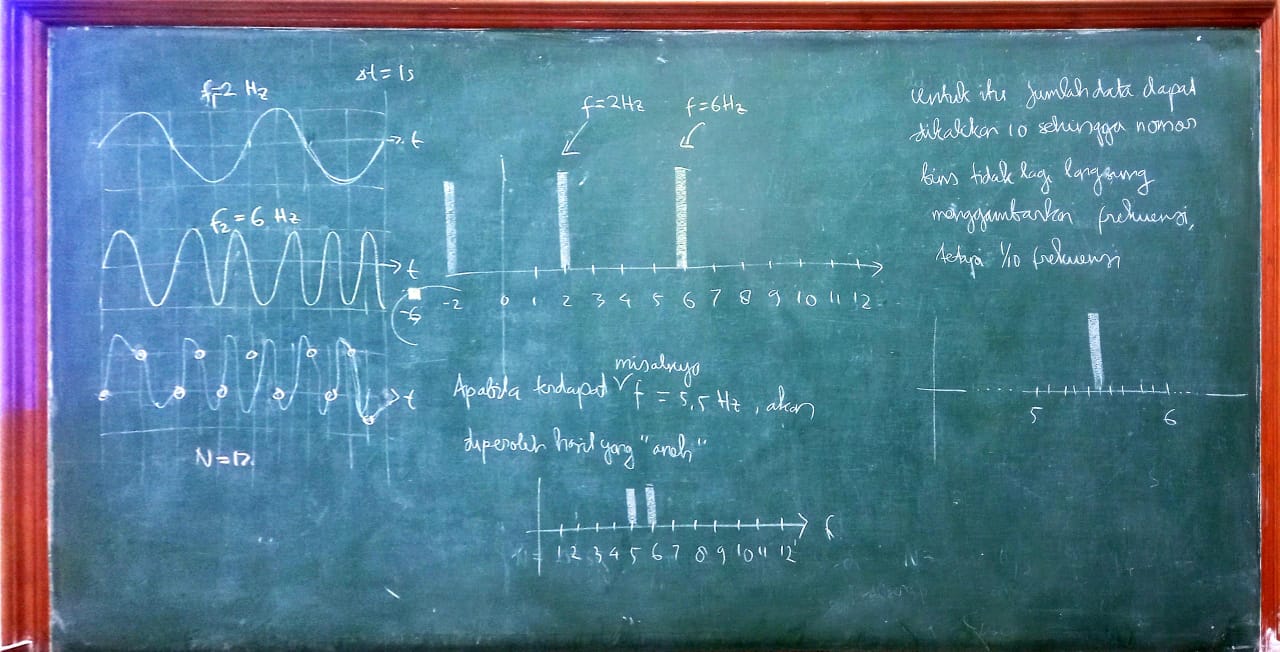 Δt = 1s
f₁=2 Hz
t
f₂ = 6 Hz
t
t
N=12.
f=2Hz
f=6Hz
-6
-2 0 1 2 3 4 5 6 7 8 9 10 11 12
Apabila terdapat misalnya f = 5,5 Hz, akan
diperoleh hasil yang "aneh"
f
1 2 3 4 5 6 7 8 9 10 11 12
untuk itu jumlah data dapat
dikalikan 10 sehingga nomor
bins tidak lagi langsung
menggambarkan frekuensi,
tetapi 1/10 frekuensi
5 6